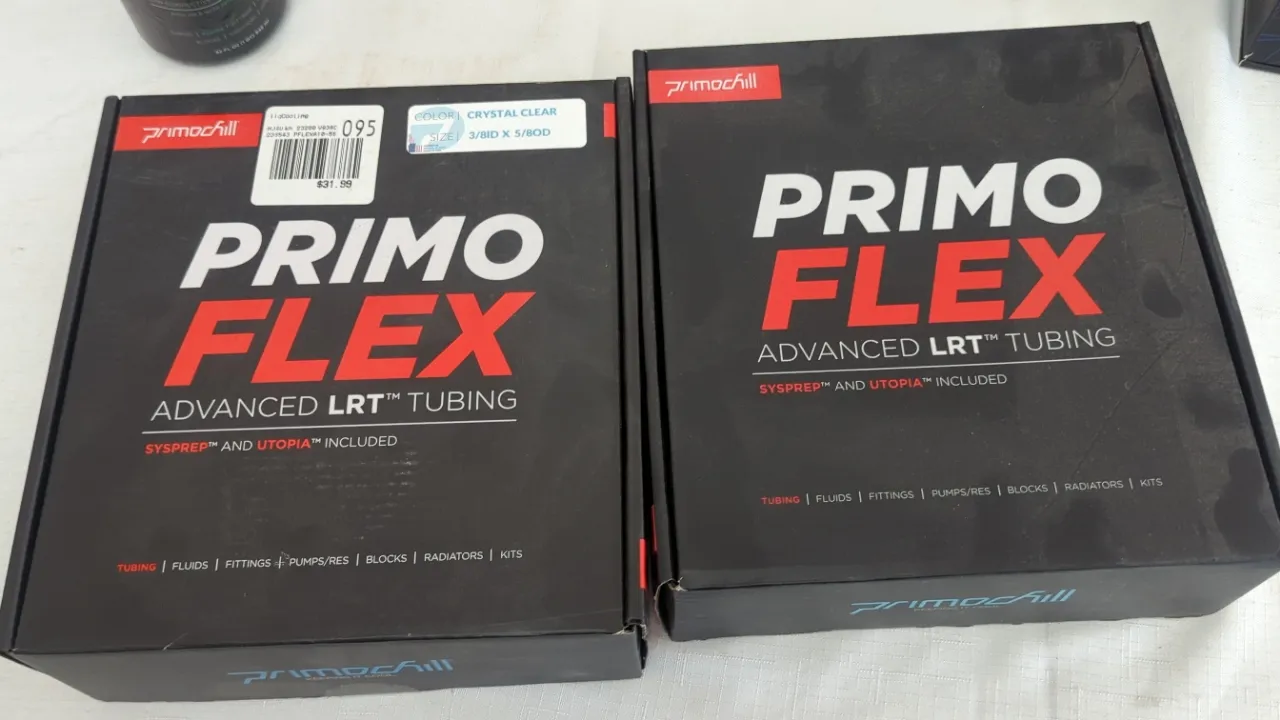 primochill
095
$31.99
COLOR| CRYSTAL CLEAR
SIZE| 3/8ID X 5/8OD
PRIMO
FLEX
ADVANCED LRT™ TUBING
SYSPREP™ AND UTOPIA™ INCLUDED
TUBING | FLUIDS | FITTINGS | PUMPS/RES | BLOCKS | RADIATORS | KITS
primochill
primochill
PRIMO
FLEX
ADVANCED LRT™ TUBING
SYSPREP™ AND UTOPIA™ INCLUDED
TUBING | FLUIDS | FITTINGS | PUMPS/RES | BLOCKS | RADIATORS | KITS
primochill